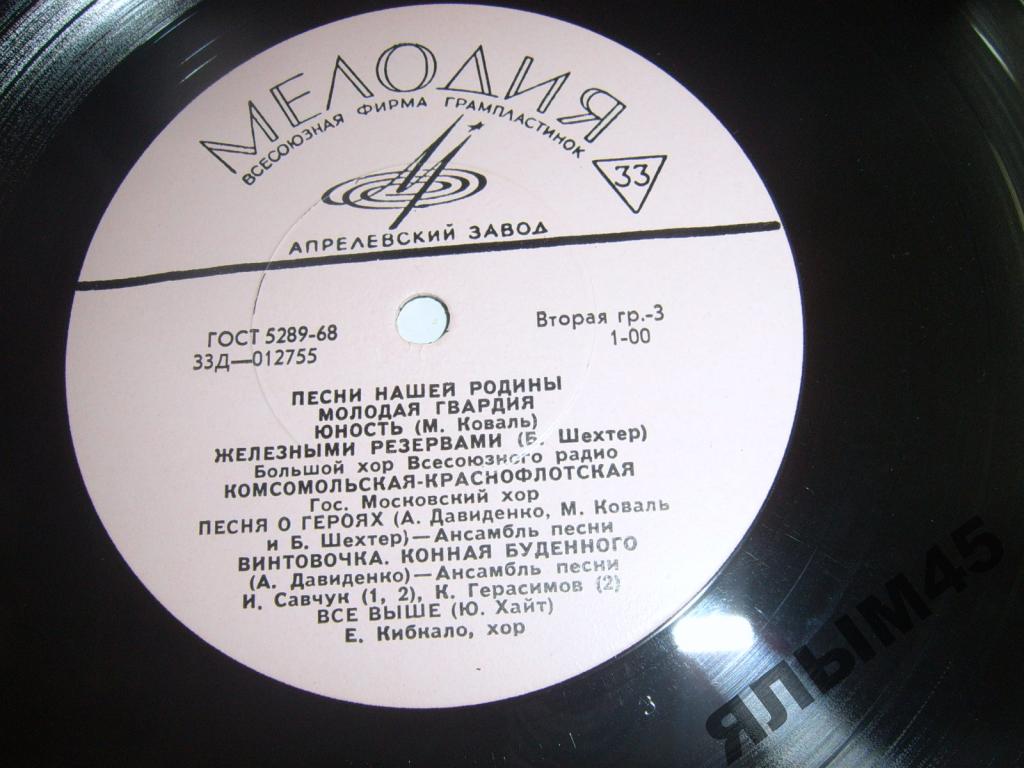 МЕЛОДИЯ
ВСЕСОЮЗНАЯ ФИРМА ГРАМПЛАСТИНОК
33
АПРЕЛЕВСКИЙ ЗАВОД
ГОСТ 5289-68
33Д—012755
Вторая гр.-3
1-00
ПЕСНИ НАШЕЙ РОДИНЫ
МОЛОДАЯ ГВАРДИЯ
ЮНОСТЬ (М. Коваль)
ЖЕЛЕЗНЫМИ РЕЗЕРВАМИ (Б. Шехтер)
Большой хор Всесоюзного радио
КОМСОМОЛЬСКАЯ-КРАСНОФЛОТСКАЯ
Гос. Московский хор
ПЕСНЯ О ГЕРОЯХ (А. Давиденко, М. Коваль
и Б. Шехтер)—Ансамбль песни
ВИНТОВОЧКА. КОННАЯ БУДЕННОГО
(А. Давиденко)—Ансамбль песни
И. Савчук (1, 2), К. Герасимов (2)
ВСЕ ВЫШЕ (Ю. Хайт)
Е. Кибкало, хор
ЯЛЫМ45